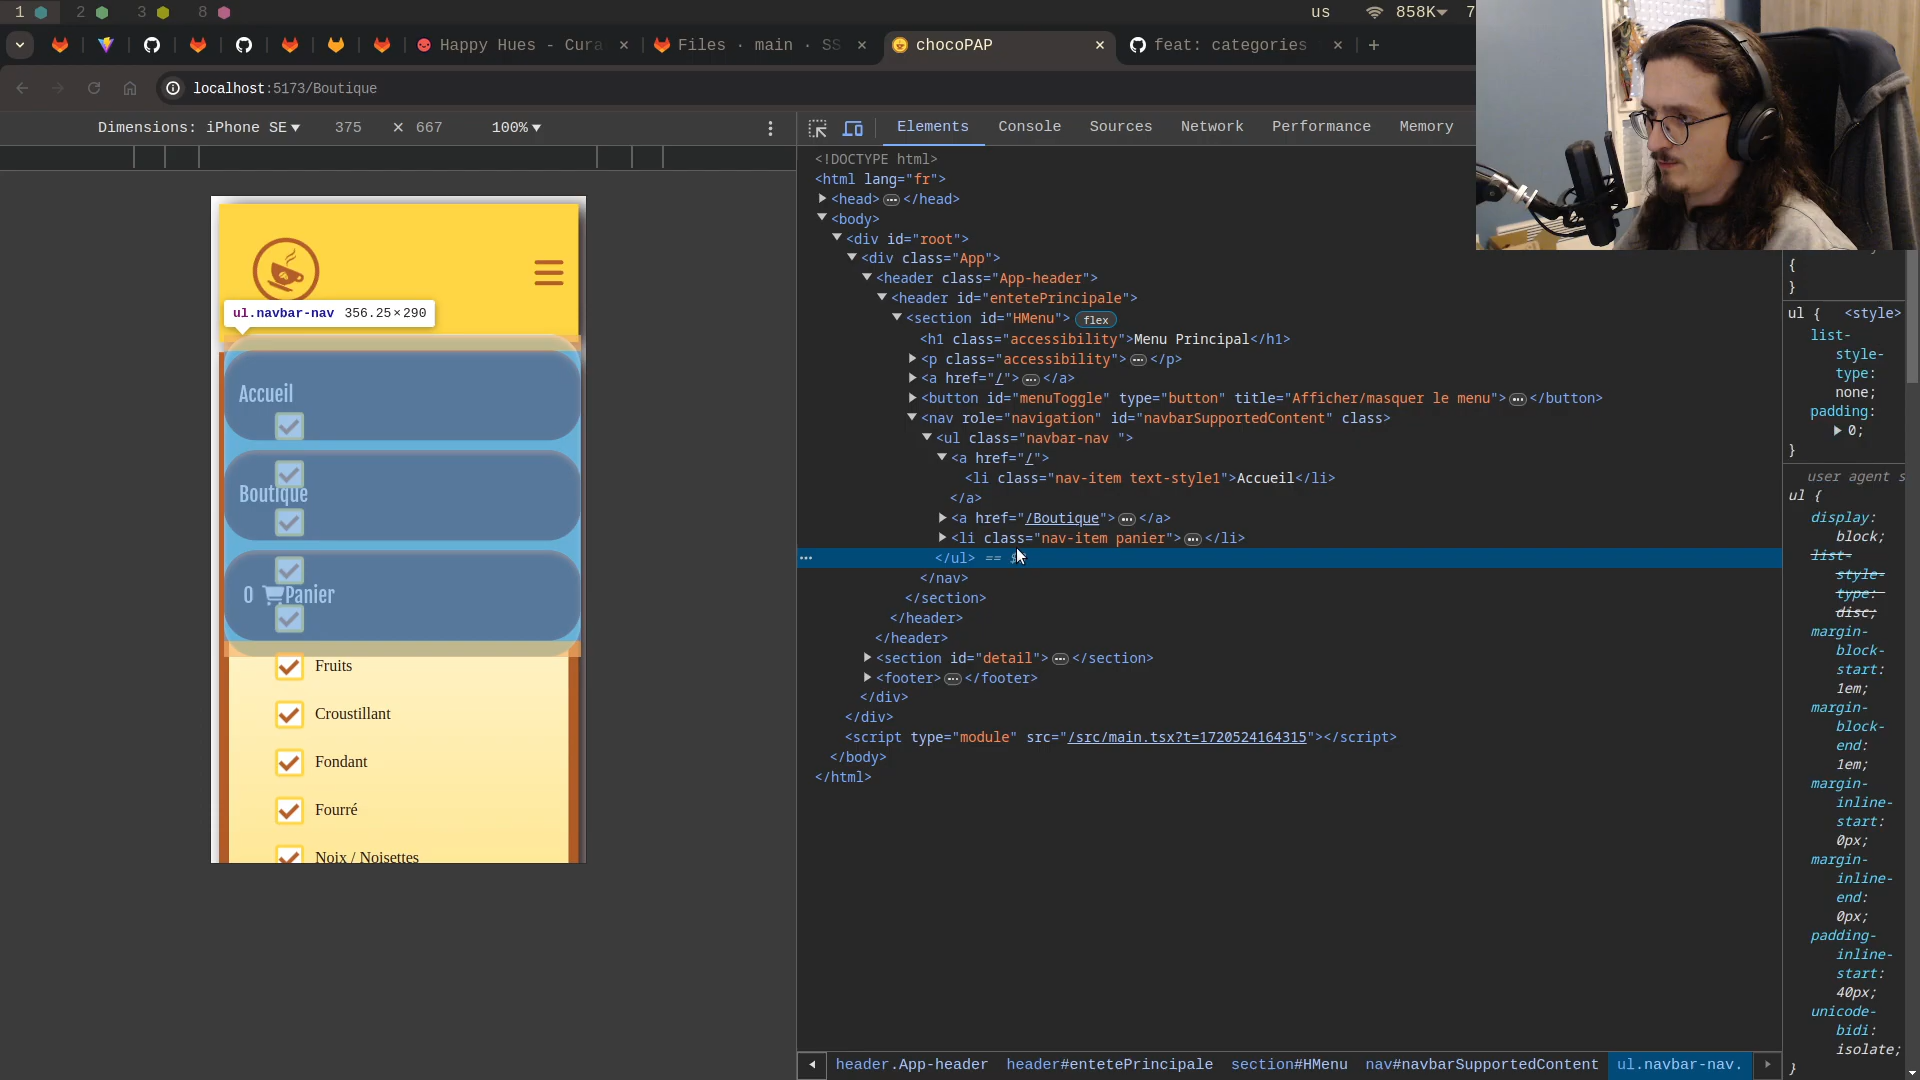 1 2 3 8 us 858K 7
Happy Hues - Cura × Files · main · SS × chocoPAP × feat: categories × +
localhost:5173/Boutique
Dimensions: iPhone SE 375 × 667 100%
Elements Console Sources Network Performance Memory
ul.navbar-nav 356.25×290
Accueil
Boutique
0 Panier
Fruits
Croustillant
Fondant
Fourré
Noix / Noisettes
<!DOCTYPE html>
<html lang="fr">
<head> ••• </head>
<body>
<div id="root">
<div class="App">
<header class="App-header">
<header id="entetePrincipale">
<section id="HMenu"> flex
<h1 class="accessibility">Menu Principal</h1>
<p class="accessibility"> ••• </p>
<a href="/"> ••• </a>
<button id="menuToggle" type="button" title="Afficher/masquer le menu"> ••• </button>
<nav role="navigation" id="navbarSupportedContent" class>
<ul class="navbar-nav ">
<a href="/">
<li class="nav-item text-style1">Accueil</li>
</a>
<a href="/Boutique"> ••• </a>
<li class="nav-item panier"> ••• </li>
••• </ul> ==
</nav>
</section>
</header>
</header>
<section id="detail"> ••• </section>
<footer> ••• </footer>
</div>
</div>
<script type="module" src="/src/main.tsx?t=1720524164315"></script>
</body>
</html>
{
}
ul { <style>
list-
style-
type:
none;
padding:
0;
}
user agent s
ul {
display:
block;
list-
style-
type:
disc;
margin-
block-
start:
1em;
margin-
block-
end:
1em;
margin-
inline-
start:
0px;
margin-
inline-
end:
0px;
padding-
inline-
start:
40px;
unicode-
bidi:
isolate;
}
header.App-header header#entetePrincipale section#HMenu nav#navbarSupportedContent ul.navbar-nav.